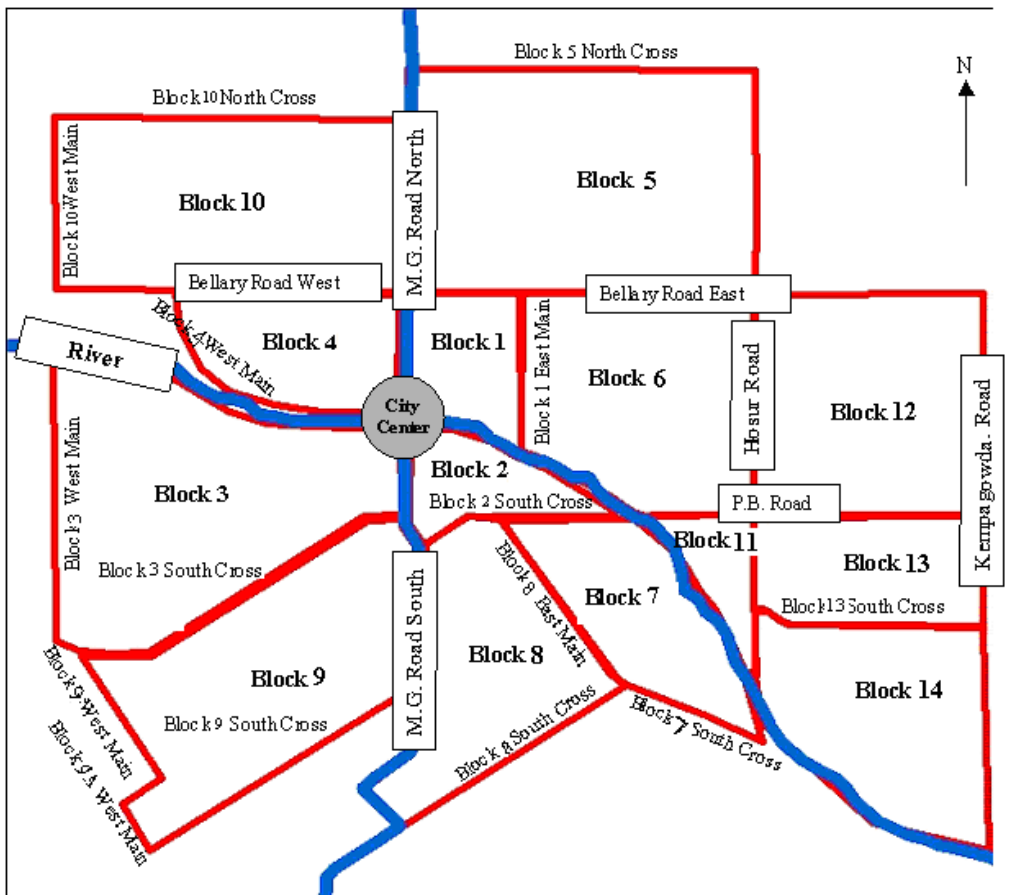 Block 5 North Cross
N
Block 10 North Cross
Block 10 West Main
M.G. Road North
Block 5
Block 10
Bellary Road West
Bellary Road East
Block 4 West Main
Block 4
Block 1
Block 1 East Main
Block 6
Hosur Road
River
City
Center
Block 12
Kempagowda. Road
Block 3 West Main
Block 3
Block 2
Block 2 South Cross
P.B. Road
Block 11
Block 3 South Cross
Block 8 East Main
Block 7
Block 13
Block 13 South Cross
M.G. Road South
Block 8
Block 9
Block 14
Block 9 West Main
Block 9 South Cross
Block 8 South Cross
Block 7 South Cross
Block 9A West Main